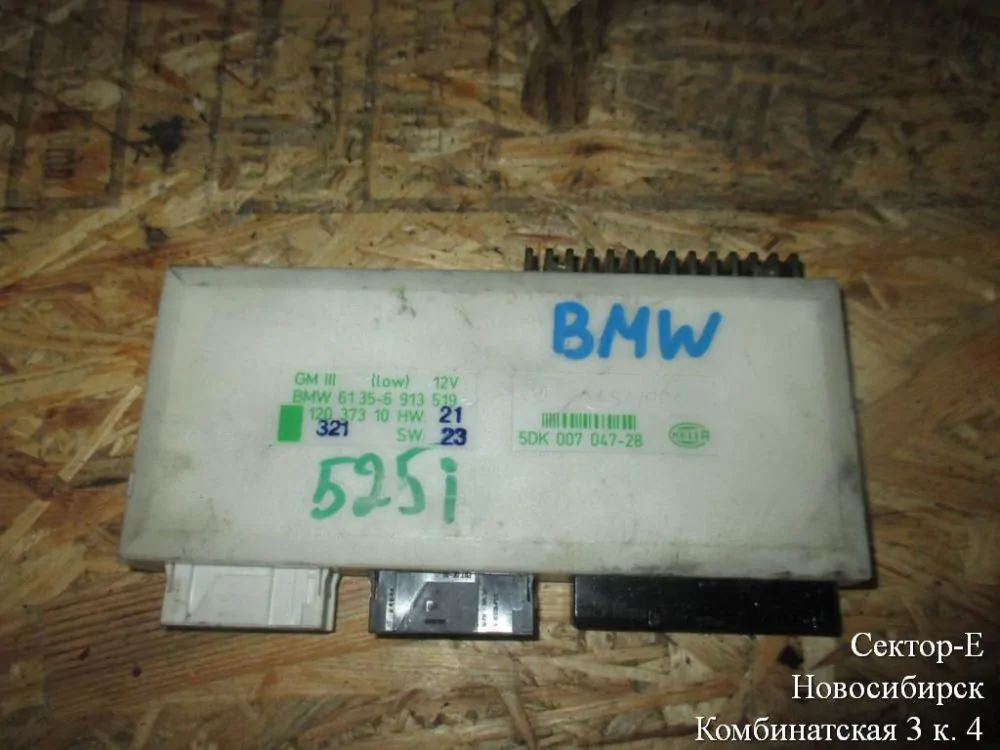 BMW
GM III (low) 12V
BMW 61.35-6 913 519
120 373 10 HW. 21
321 SW. 23
5DK 007 047-28 HELLA
525i
Сектор-Е
Новосибирск
Комбинатская 3 к. 4